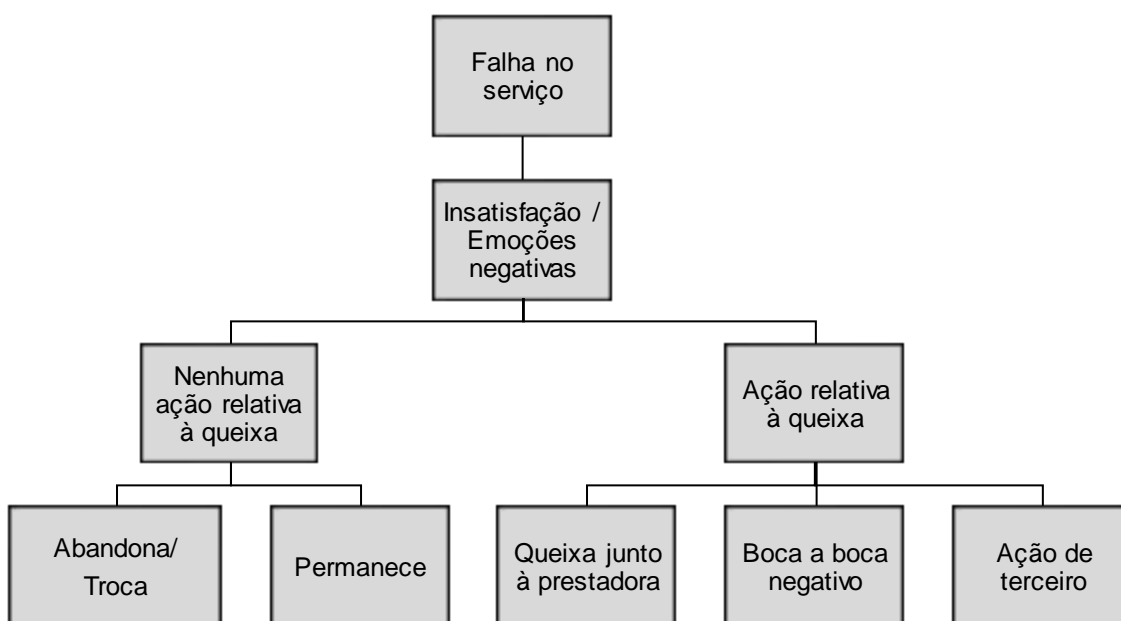 Falha no
serviço
Insatisfação /
Emoções
negativas
Nenhuma
ação relativa
à queixa
Ação relativa
à queixa
Abandona/
Troca
Permanece
Queixa junto
à prestadora
Boca a boca
negativo
Ação de
terceiro